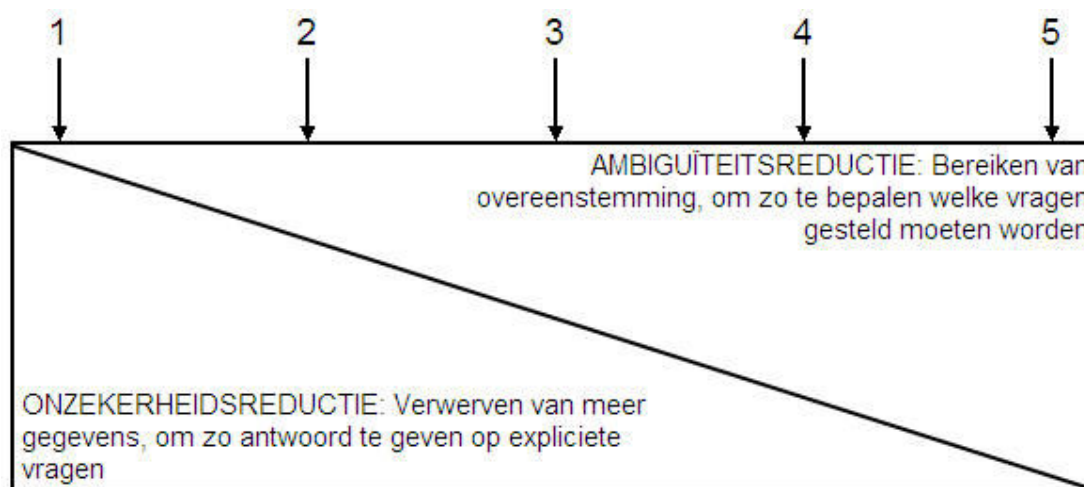 1 2 3 4 5
AMBIGUÏTEITSREDUCTIE: Bereiken van
overeenstemming, om zo te bepalen welke vragen
gesteld moeten worden
ONZEKERHEIDSREDUCTIE: Verwerven van meer
gegevens, om zo antwoord te geven op expliciete
vragen